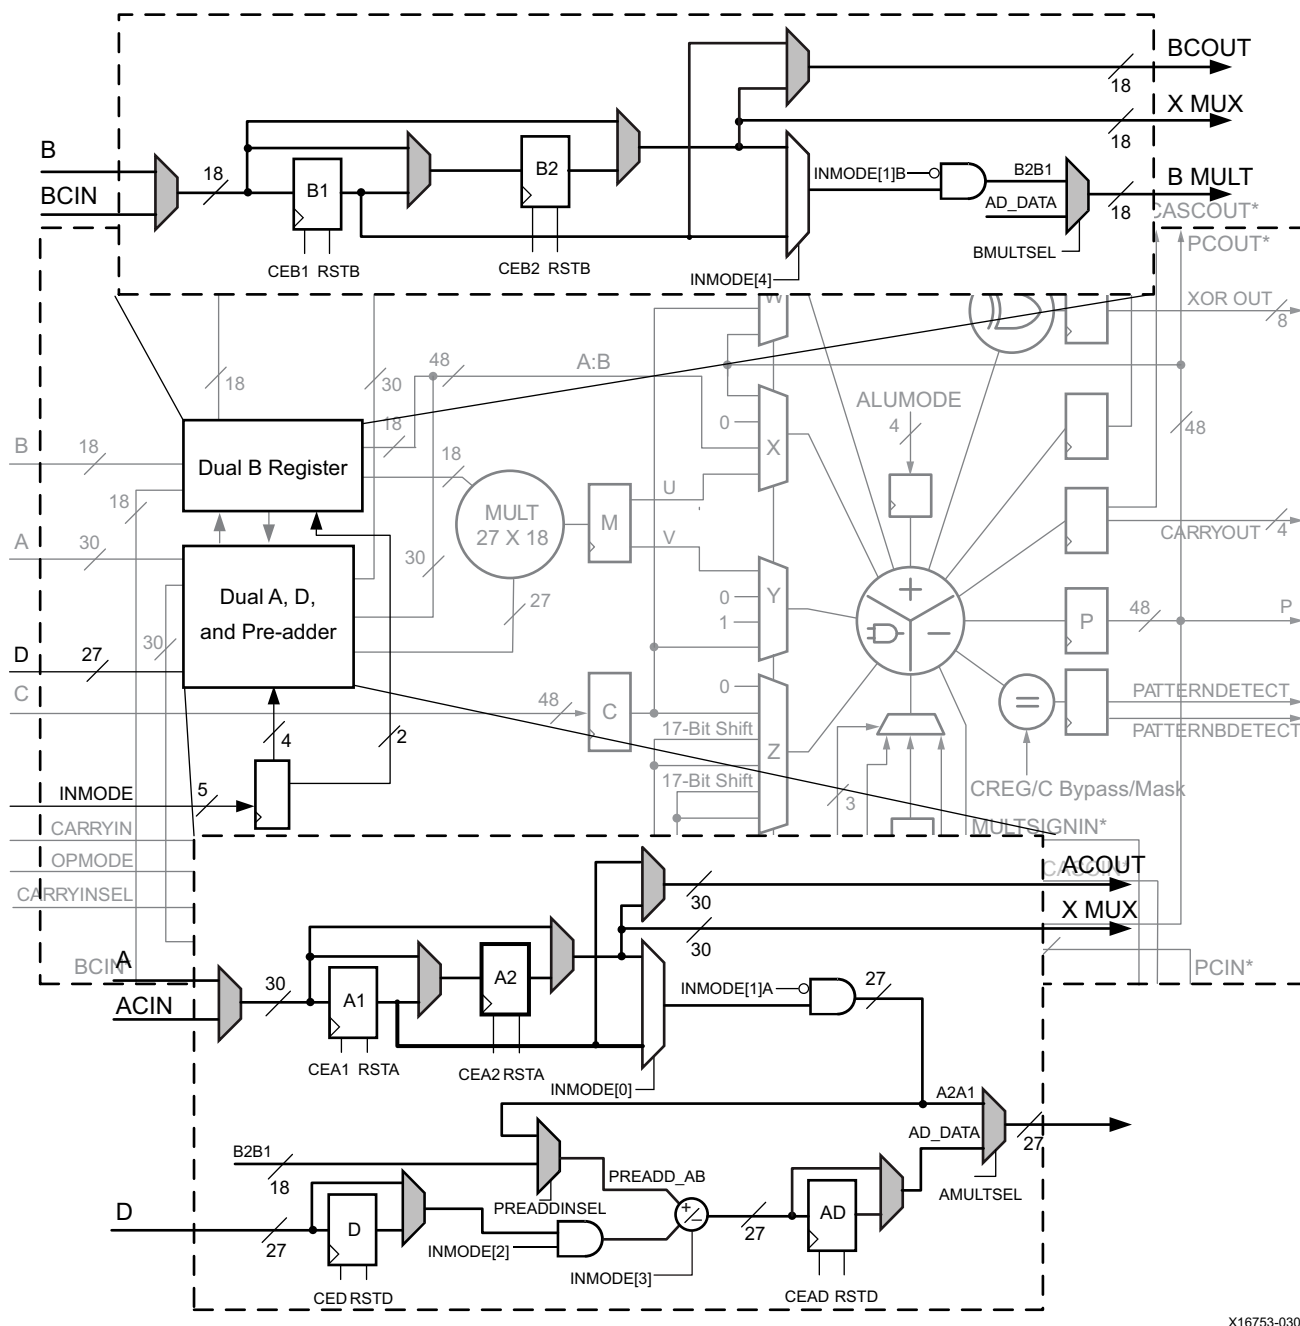 BCOUT
18
X MUX
18
B
BCIN
18
B1
B2
INMODE[1]B
B2B1
AD_DATA
B MULT
18
CASCOUT*
PCOUT*
CEB1 RSTB
CEB2 RSTB
BMULTSEL
INMODE[4]
W
XOR OUT
8
18
30
48
A:B
0
ALUMODE
4
48
B
18
Dual B Register
18
18
X
18
MULT
27 X 18
M
U
V
A
30
30
CARRYOUT
4
Dual A, D,
and Pre-adder
27
0
1
Y
P
48
P
D
27
30
C
48
C
0
17-Bit Shift
17-Bit Shift
Z
=
PATTERNDETECT
PATTERNBDETECT
4
2
INMODE
5
3
CREG/C Bypass/Mask
CARRYIN
MULTSIGNIN*
OPMODE
CARRYINSEL
ACOUT
30
X MUX
30
BCIN
A
ACIN
30
A1
A2
INMODE[1]A
27
PCIN*
CEA1 RSTA
CEA2 RSTA
INMODE[0]
A2A1
AD_DATA
27
B2B1
18
PREADD_AB
PREADDINSEL
AMULTSEL
D
27
D
INMODE[2]
+/-
27
AD
INMODE[3]
CED RSTD
CEAD RSTD
X16753-030